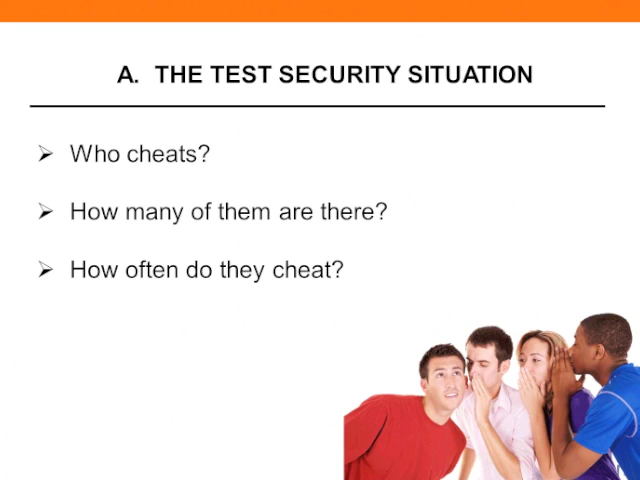 A. THE TEST SECURITY SITUATION
➢ Who cheats?
➢ How many of them are there?
➢ How often do they cheat?